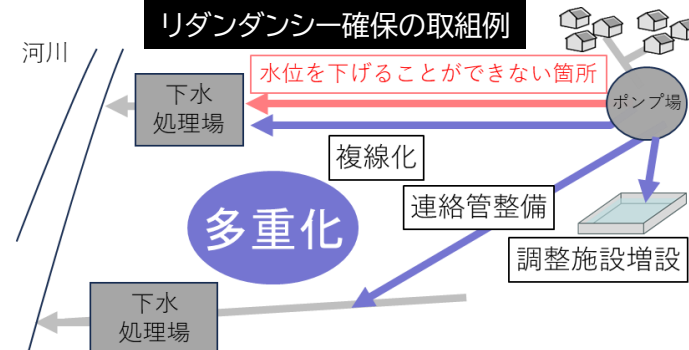 リダンダンシー確保の取組例
河川
水位を下げることができない箇所
下水
処理場
ポンプ場
複線化
連絡管整備
多重化
調整施設増設
下水
処理場